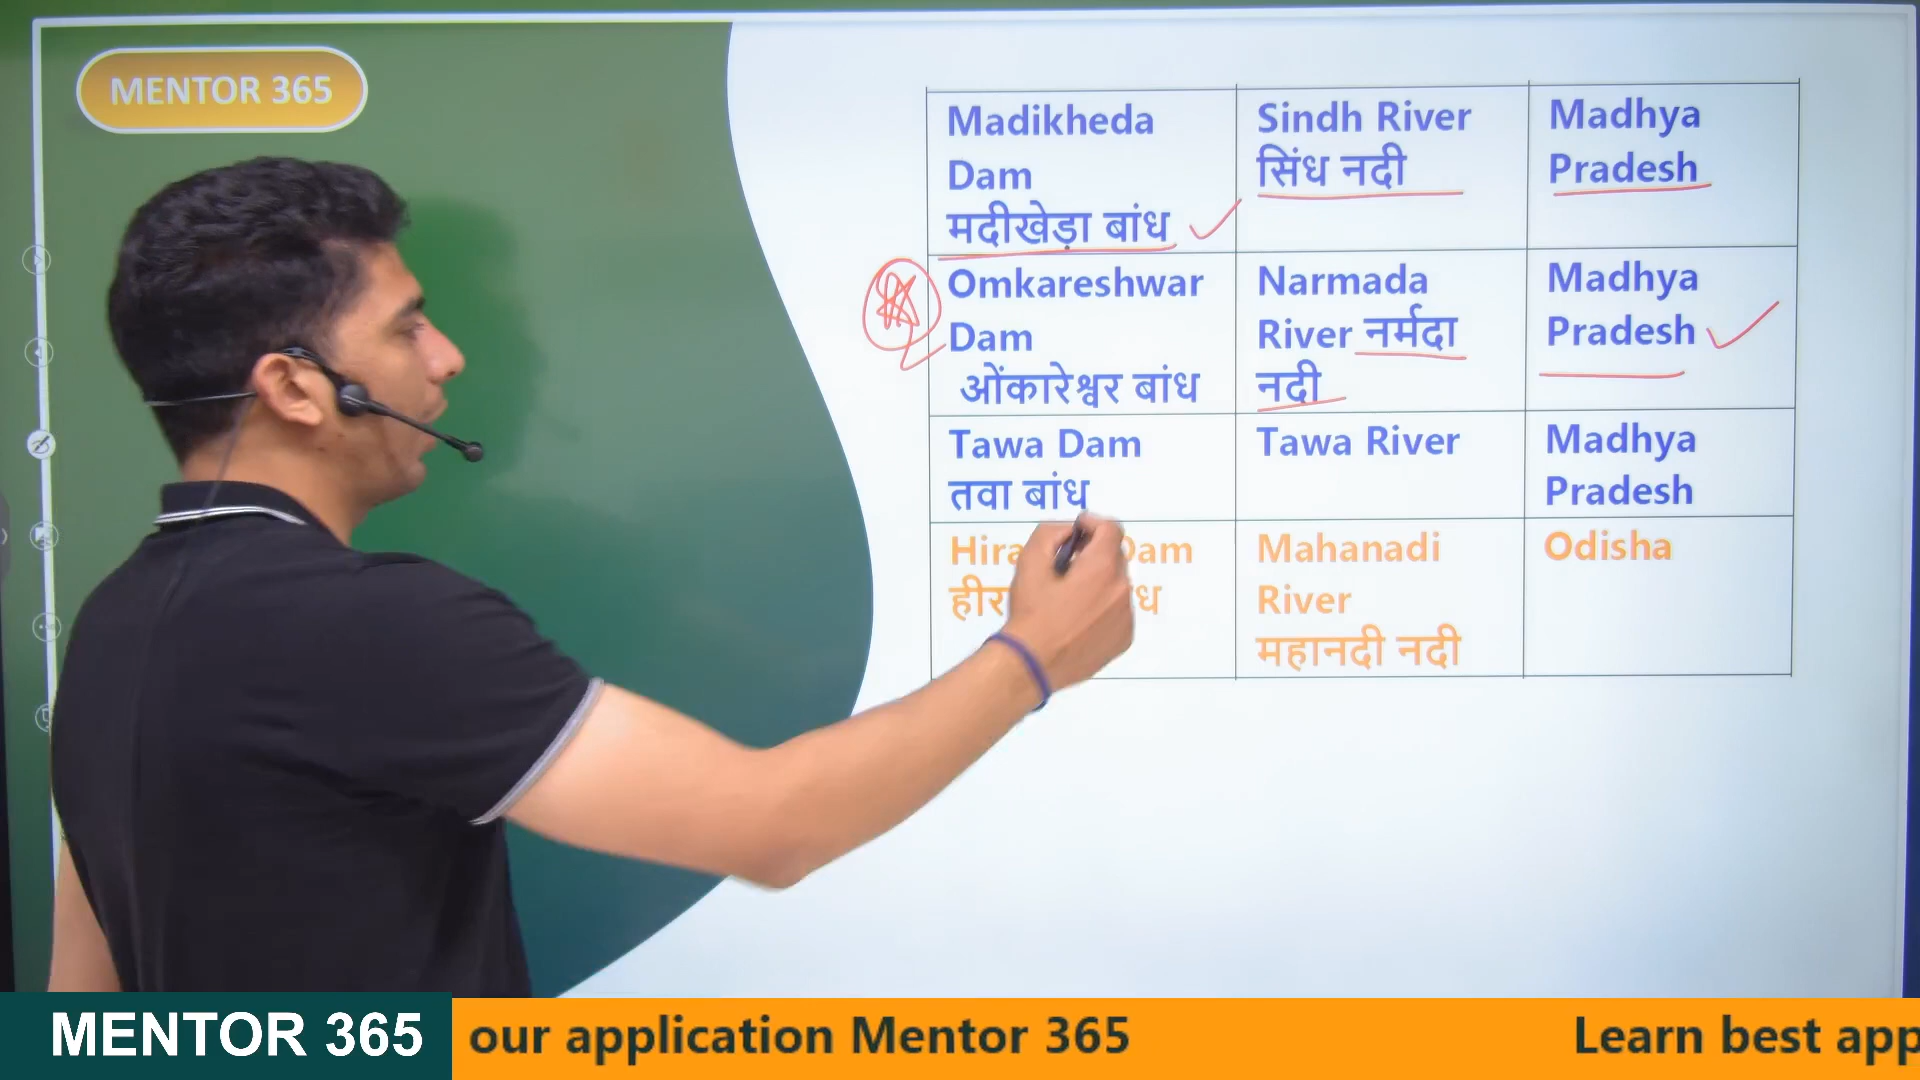 MENTOR 365
Madikheda
Dam
मदीखेड़ा बांध
Sindh River
सिंध नदी
Madhya
Pradesh
Omkareshwar
Dam
ओंकारेश्वर बांध
Narmada
River नर्मदा
नदी
Madhya
Pradesh
Tawa Dam
तवा बांध
Tawa River
Madhya
Pradesh
Dam
Mahanadi
River
महानदी नदी
Odisha
MENTOR 365
our application Mentor 365
Learn best app